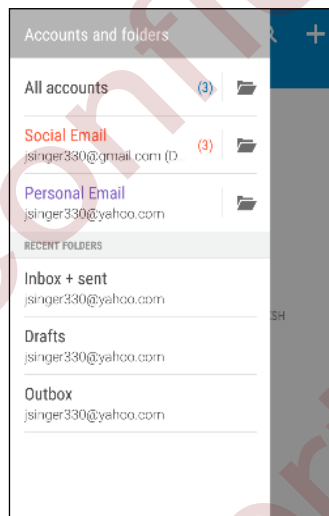 Accounts and folders
All accounts (3)
Social Email (3)
jsinger330@gmail.com (D...
Personal Email
jsinger330@yahoo.com
RECENT FOLDERS
Inbox + sent
jsinger330@yahoo.com
Drafts
jsinger330@yahoo.com
Outbox
jsinger330@yahoo.com
SH